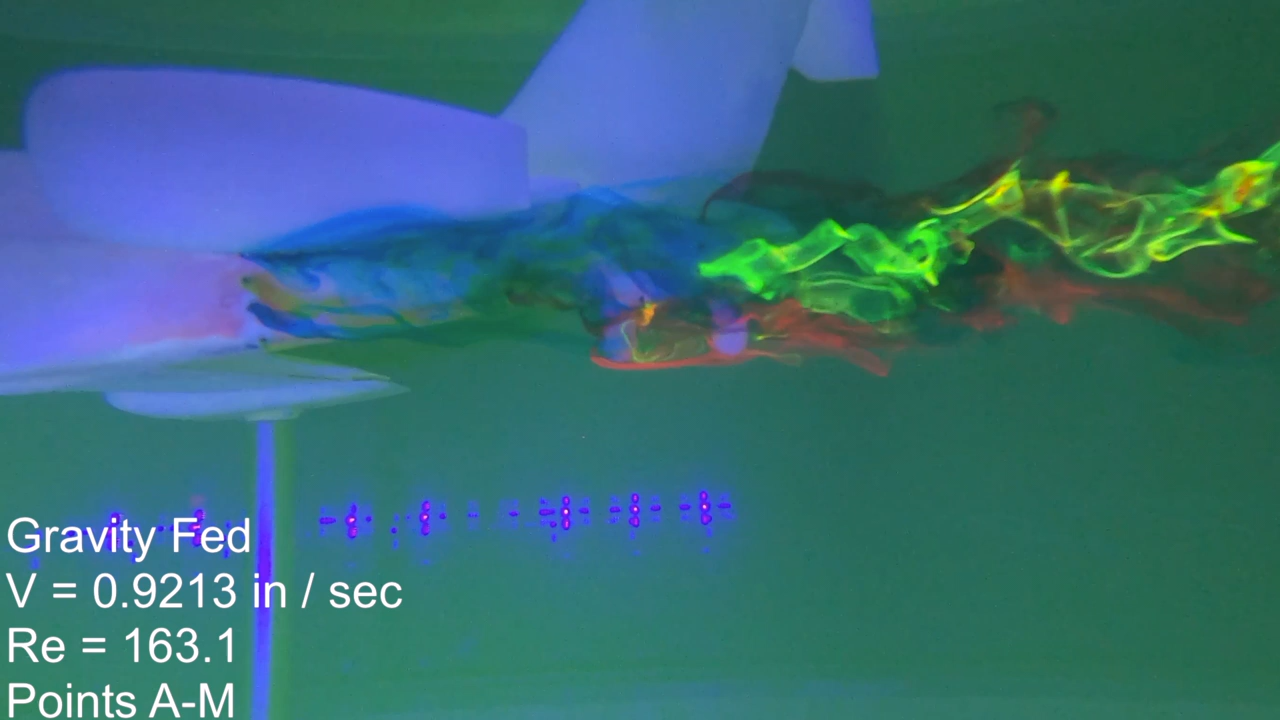 Gravity Fed
V = 0.9213 in / sec
Re = 163.1
Points A-M